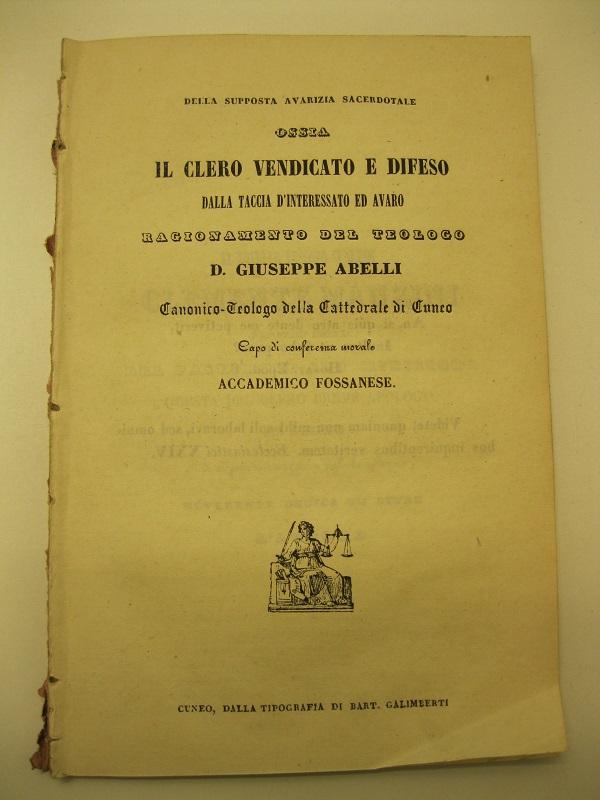 DELLA SUPPOSTA AVARIZIA SACERDOTALE
OSSIA
IL CLERO VENDICATO E DIFESO
DALLA TACCIA D'INTERESSATO ED AVARO
RAGIONAMENTO DEL TEOLOGO
D. GIUSEPPE ABELLI
Canonico-Teologo della Cattedrale di Cuneo
Capo di conferenza morale
ACCADEMICO FOSSANESE.
CUNEO, DALLA TIPOGRAFIA DI BART. GALIMBERTI